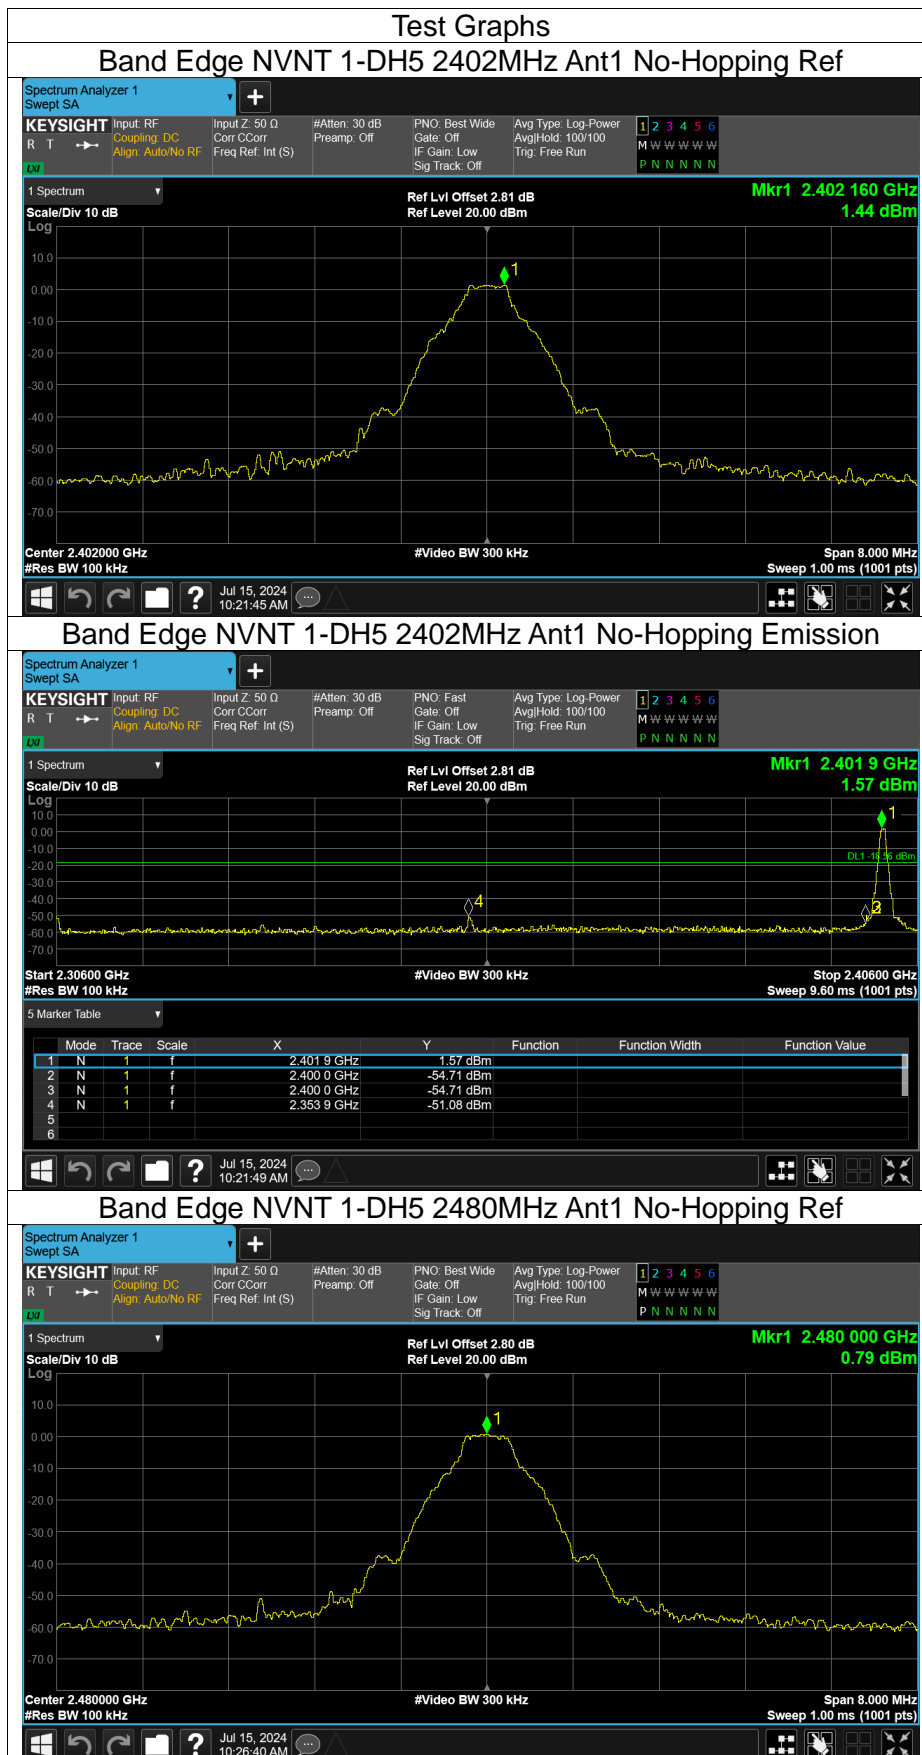 Test Graphs
Band Edge NVNT 1-DH5 2402MHz Ant1 No-Hopping Ref
Spectrum Analyzer 1
Swept SA
KEYSIGHT Input: RF Input Z: 50 Ω #Atten: 30 dB PNO: Best Wide Avg Type: Log-Power 1 2 3 4 5 6
R T Coupling: DC Corr CCorr Preamp: Off Gate: Off Avg|Hold: 100/100 M W W W W W
Align: Auto/No RF Freq Ref: Int (S) IF Gain: Low Trig: Free Run
LXI Sig Track: Off P N N N N N
1 Spectrum Ref Lvl Offset 2.81 dB Mkr1 2.402 160 GHz
Scale/Div 10 dB Ref Level 20.00 dBm 1.44 dBm
Log
10.0
1
0.00
-10.0
-20.0
-30.0
-40.0
-50.0
-60.0
-70.0
Center 2.402000 GHz #Video BW 300 kHz Span 8.000 MHz
#Res BW 100 kHz Sweep 1.00 ms (1001 pts)
Jul 15, 2024
10:21:45 AM
Band Edge NVNT 1-DH5 2402MHz Ant1 No-Hopping Emission
Spectrum Analyzer 1
Swept SA
KEYSIGHT Input: RF Input Z: 50 Ω #Atten: 30 dB PNO: Fast Avg Type: Log-Power 1 2 3 4 5 6
R T Coupling: DC Corr CCorr Preamp: Off Gate: Off Avg|Hold: 100/100 M W W W W W
Align: Auto/No RF Freq Ref: Int (S) IF Gain: Low Trig: Free Run
LXI Sig Track: Off P N N N N N
1 Spectrum Ref Lvl Offset 2.81 dB Mkr1 2.401 9 GHz
Scale/Div 10 dB Ref Level 20.00 dBm 1.57 dBm
Log
10.0 1
0.00
-10.0 DL1 -18.56 dBm
-20.0
-30.0
-40.0 4
-50.0
-60.0
-70.0
Start 2.30600 GHz #Video BW 300 kHz Stop 2.40600 GHz
#Res BW 100 kHz Sweep 9.60 ms (1001 pts)
5 Marker Table
Mode Trace Scale X Y Function Function Width Function Value
1 N 1 f 2.401 9 GHz 1.57 dBm
2 N 1 f 2.400 0 GHz -54.71 dBm
3 N 1 f 2.400 0 GHz -54.71 dBm
4 N 1 f 2.353 9 GHz -51.08 dBm
5
6
Jul 15, 2024
10:21:49 AM
Band Edge NVNT 1-DH5 2480MHz Ant1 No-Hopping Ref
Spectrum Analyzer 1
Swept SA
KEYSIGHT Input: RF Input Z: 50 Ω #Atten: 30 dB PNO: Best Wide Avg Type: Log-Power 1 2 3 4 5 6
R T Coupling: DC Corr CCorr Preamp: Off Gate: Off Avg|Hold: 100/100 M W W W W W
Align: Auto/No RF Freq Ref: Int (S) IF Gain: Low Trig: Free Run
LXI Sig Track: Off P N N N N N
1 Spectrum Ref Lvl Offset 2.80 dB Mkr1 2.480 000 GHz
Scale/Div 10 dB Ref Level 20.00 dBm 0.79 dBm
Log
10.0
1
0.00
-10.0
-20.0
-30.0
-40.0
-50.0
-60.0
-70.0
Center 2.480000 GHz #Video BW 300 kHz Span 8.000 MHz
#Res BW 100 kHz Sweep 1.00 ms (1001 pts)
Jul 15, 2024
10:26:40 AM